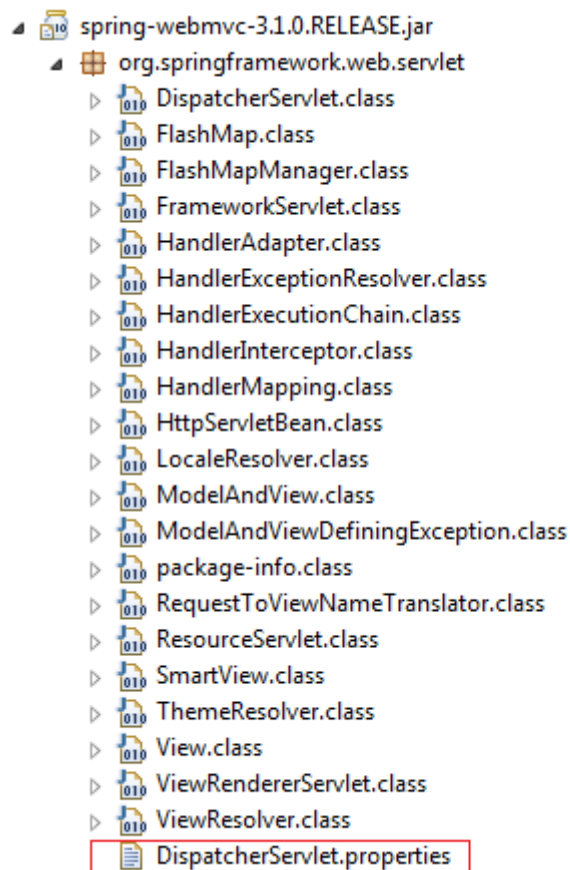 spring-webmvc-3.1.0.RELEASE.jar
org.springframework.web.servlet
DispatcherServlet.class
FlashMap.class
FlashMapManager.class
FrameworkServlet.class
HandlerAdapter.class
HandlerExceptionResolver.class
HandlerExecutionChain.class
HandlerInterceptor.class
HandlerMapping.class
HttpServletBean.class
LocaleResolver.class
ModelAndView.class
ModelAndViewDefiningException.class
package-info.class
RequestToViewNameTranslator.class
ResourceServlet.class
SmartView.class
ThemeResolver.class
View.class
ViewRendererServlet.class
ViewResolver.class
DispatcherServlet.properties